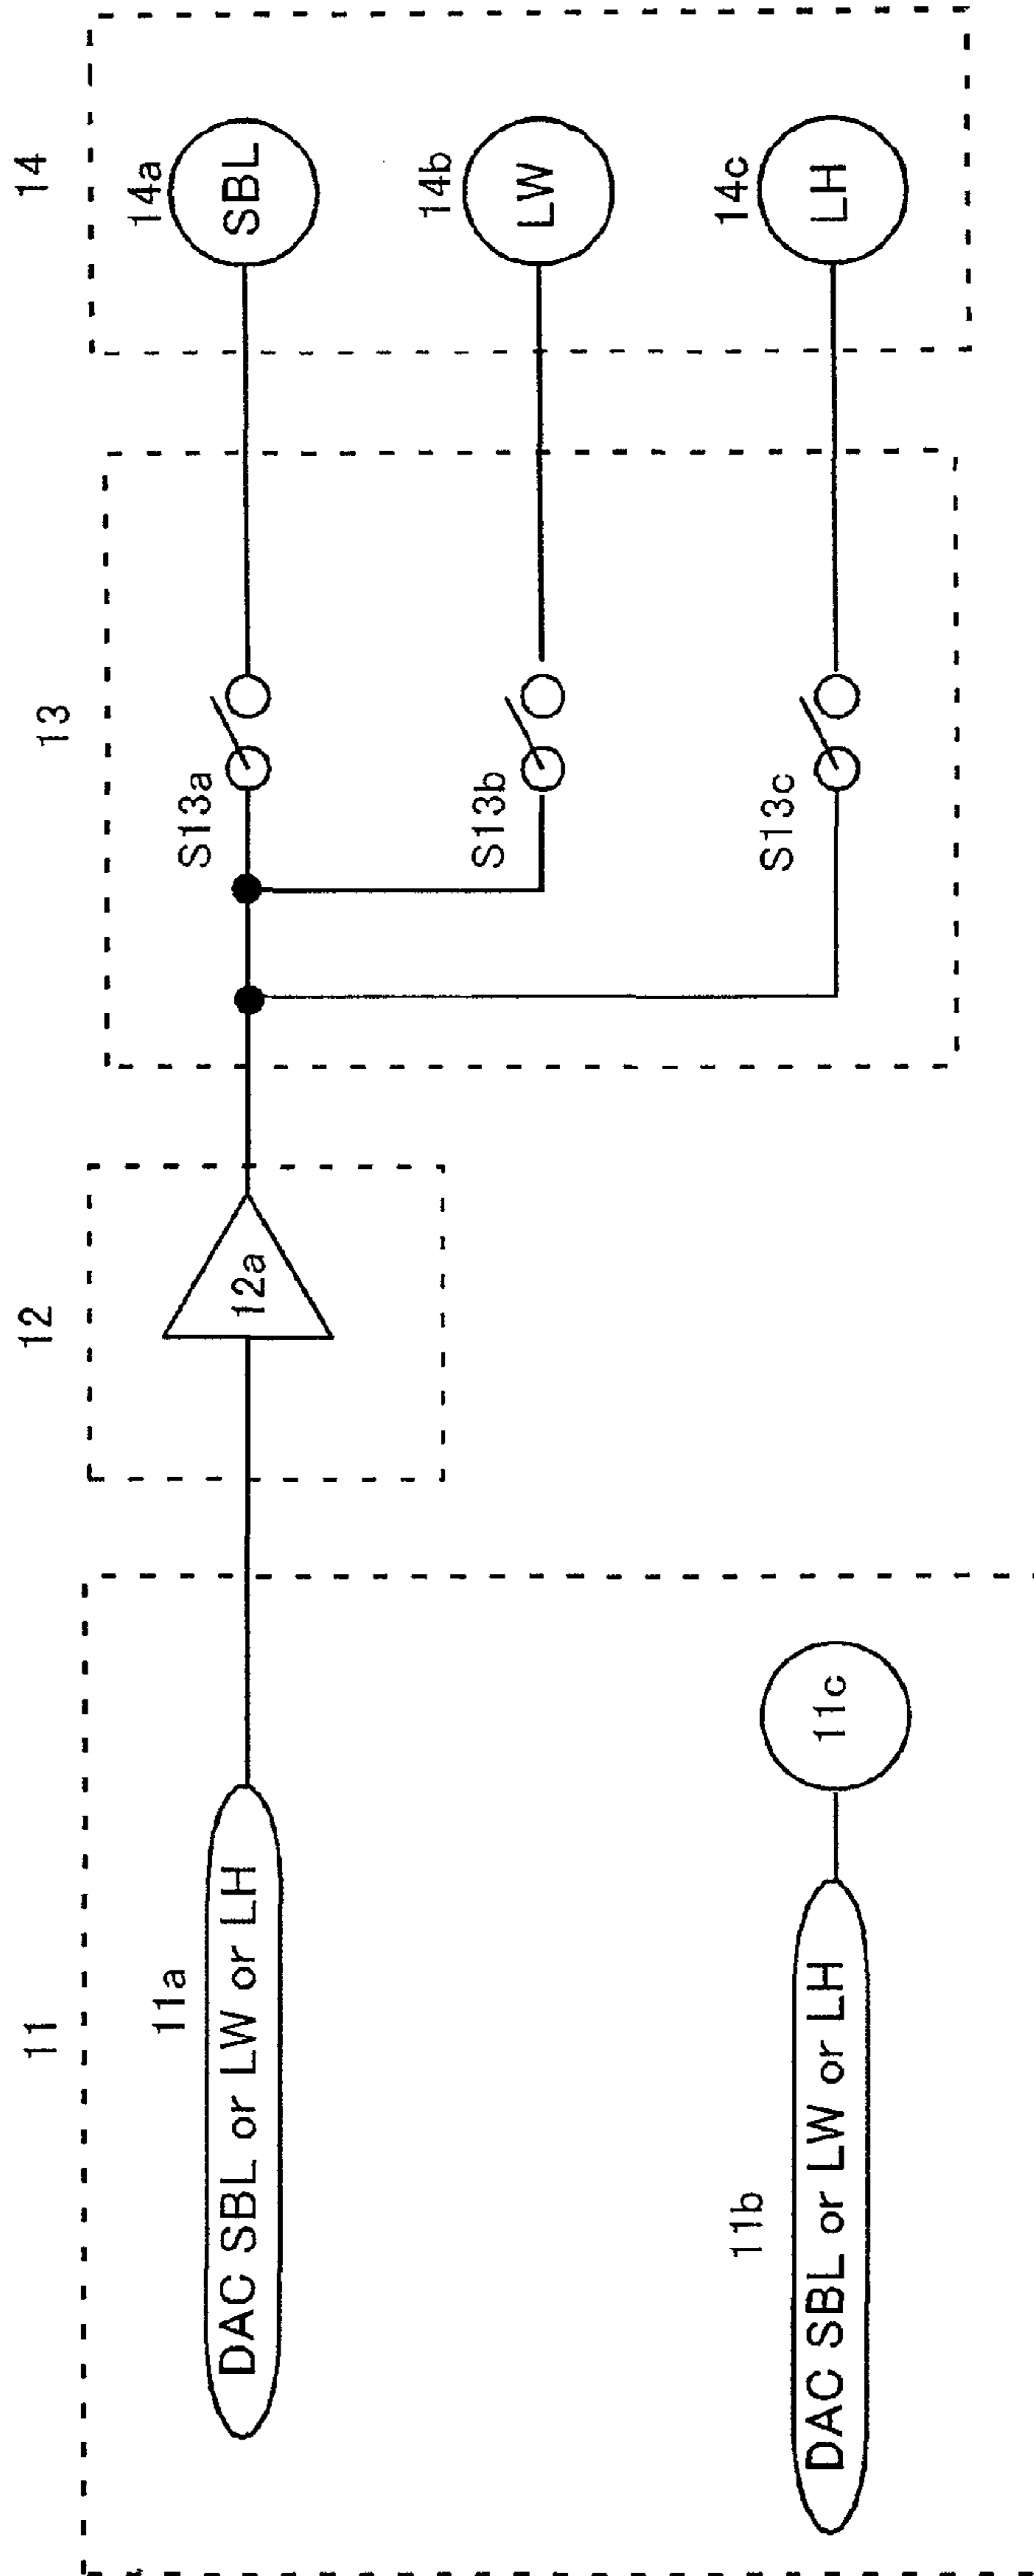 11
12
13
14
11a
DAC SBL or LW or LH
12a
S13a
14a
SBL
S13b
14b
LW
11b
DAC SBL or LW or LH
11c
S13c
14c
LH